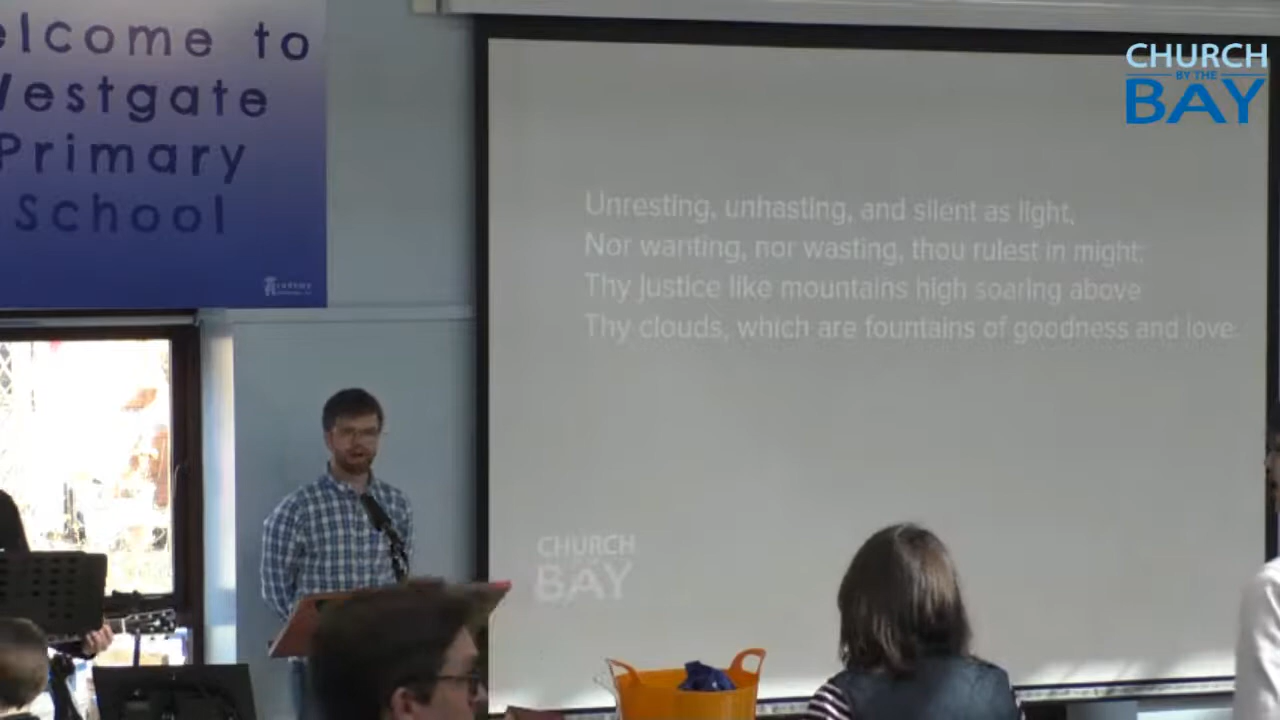 elcome to
Westgate
Primary
School
CHURCH
BY THE
BAY
Unresting, unhasting, and silent as light,
Nor wanting, nor wasting, thou rulest in might;
Thy justice like mountains high soaring above
Thy clouds, which are fountains of goodness and love.
CHURCH
BAY